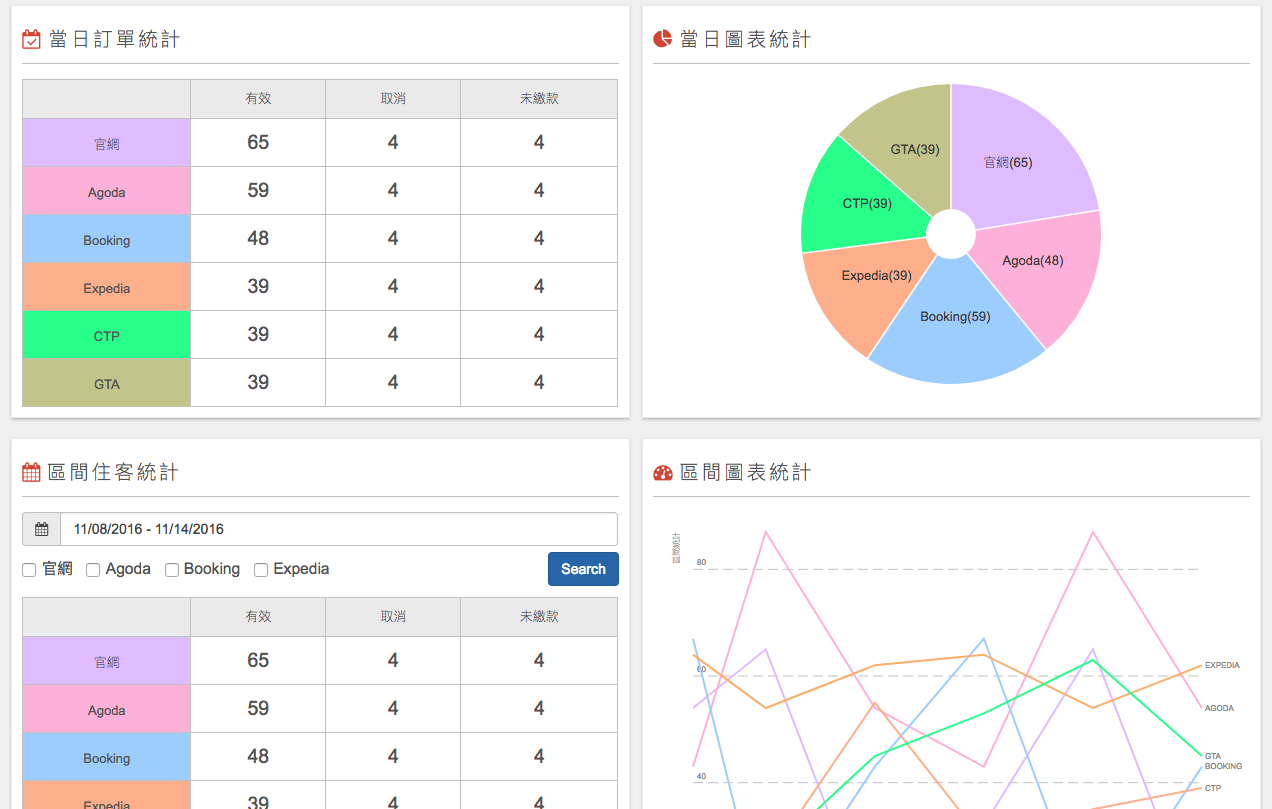 當日訂單統計
有效 取消 未繳款
官網 65 4 4
Agoda 59 4 4
Booking 48 4 4
Expedia 39 4 4
CTP 39 4 4
GTA 39 4 4
當日圖表統計
GTA(39)
官網(65)
CTP(39)
Agoda(48)
Expedia(39)
Booking(59)
區間住客統計
11/08/2016 - 11/14/2016
官網 Agoda Booking Expedia Search
有效 取消 未繳款
官網 65 4 4
Agoda 59 4 4
Booking 48 4 4
Expedia 39 4 4
區間圖表統計
區間統計
80
60
40
EXPEDIA
AGODA
GTA
BOOKING
CTP